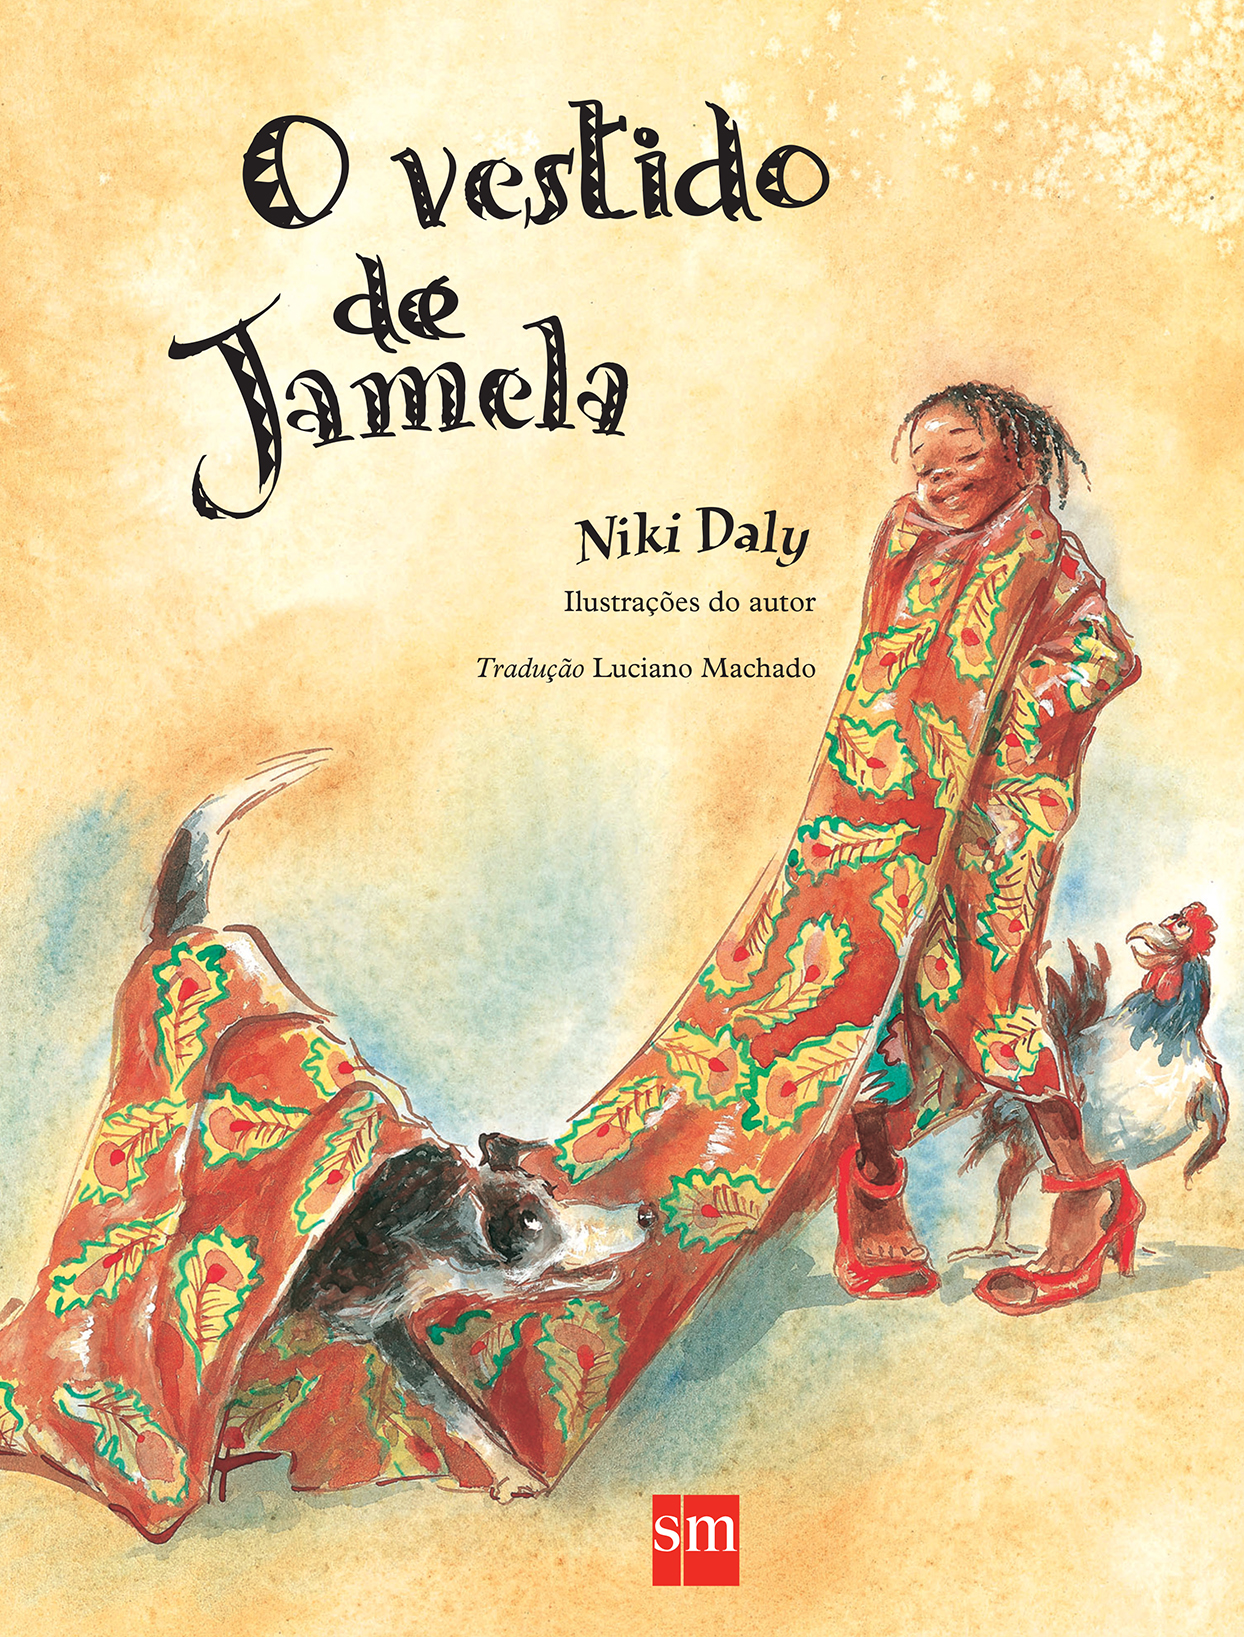 O vestido
de
Jamela
Niki Daly
Ilustrações do autor
Tradução Luciano Machado
sm